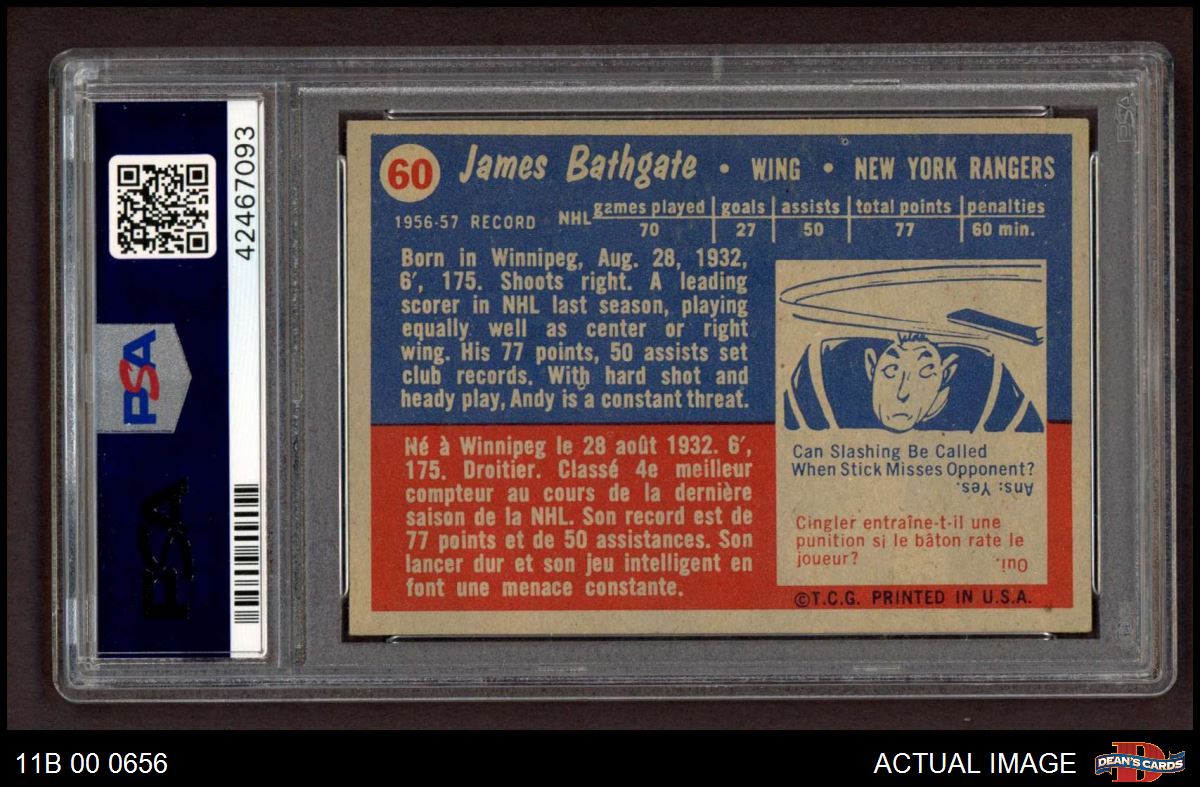 42467093
PSA
PSA
PSA
60 James Bathgate • WING • NEW YORK RANGERS
1956-57 RECORD NHL games played goals assists total points penalties
70 27 50 77 60 min.
Born in Winnipeg, Aug. 28, 1932,
6′, 175. Shoots right. A leading
scorer in NHL last season, playing
equally well as center or right
wing. His 77 points, 50 assists set
club records. With hard shot and
heady play, Andy is a constant threat.
Né à Winnipeg le 28 août 1932. 6′,
175. Droitier. Classé 4e meilleur
compteur au cours de la dernière
saison de la NHL. Son record est de
77 points et de 50 assistances. Son
lancer dur et son jeu intelligent en
font une menace constante.
Can Slashing Be Called
When Stick Misses Opponent?
Ans: Yes.
Cingler entraîne-t-il une
punition si le bâton rate le
joueur?
Oui.
©T.C.G. PRINTED IN U.S.A.
11B 00 0656
ACTUAL IMAGE
DEAN'S CARDS